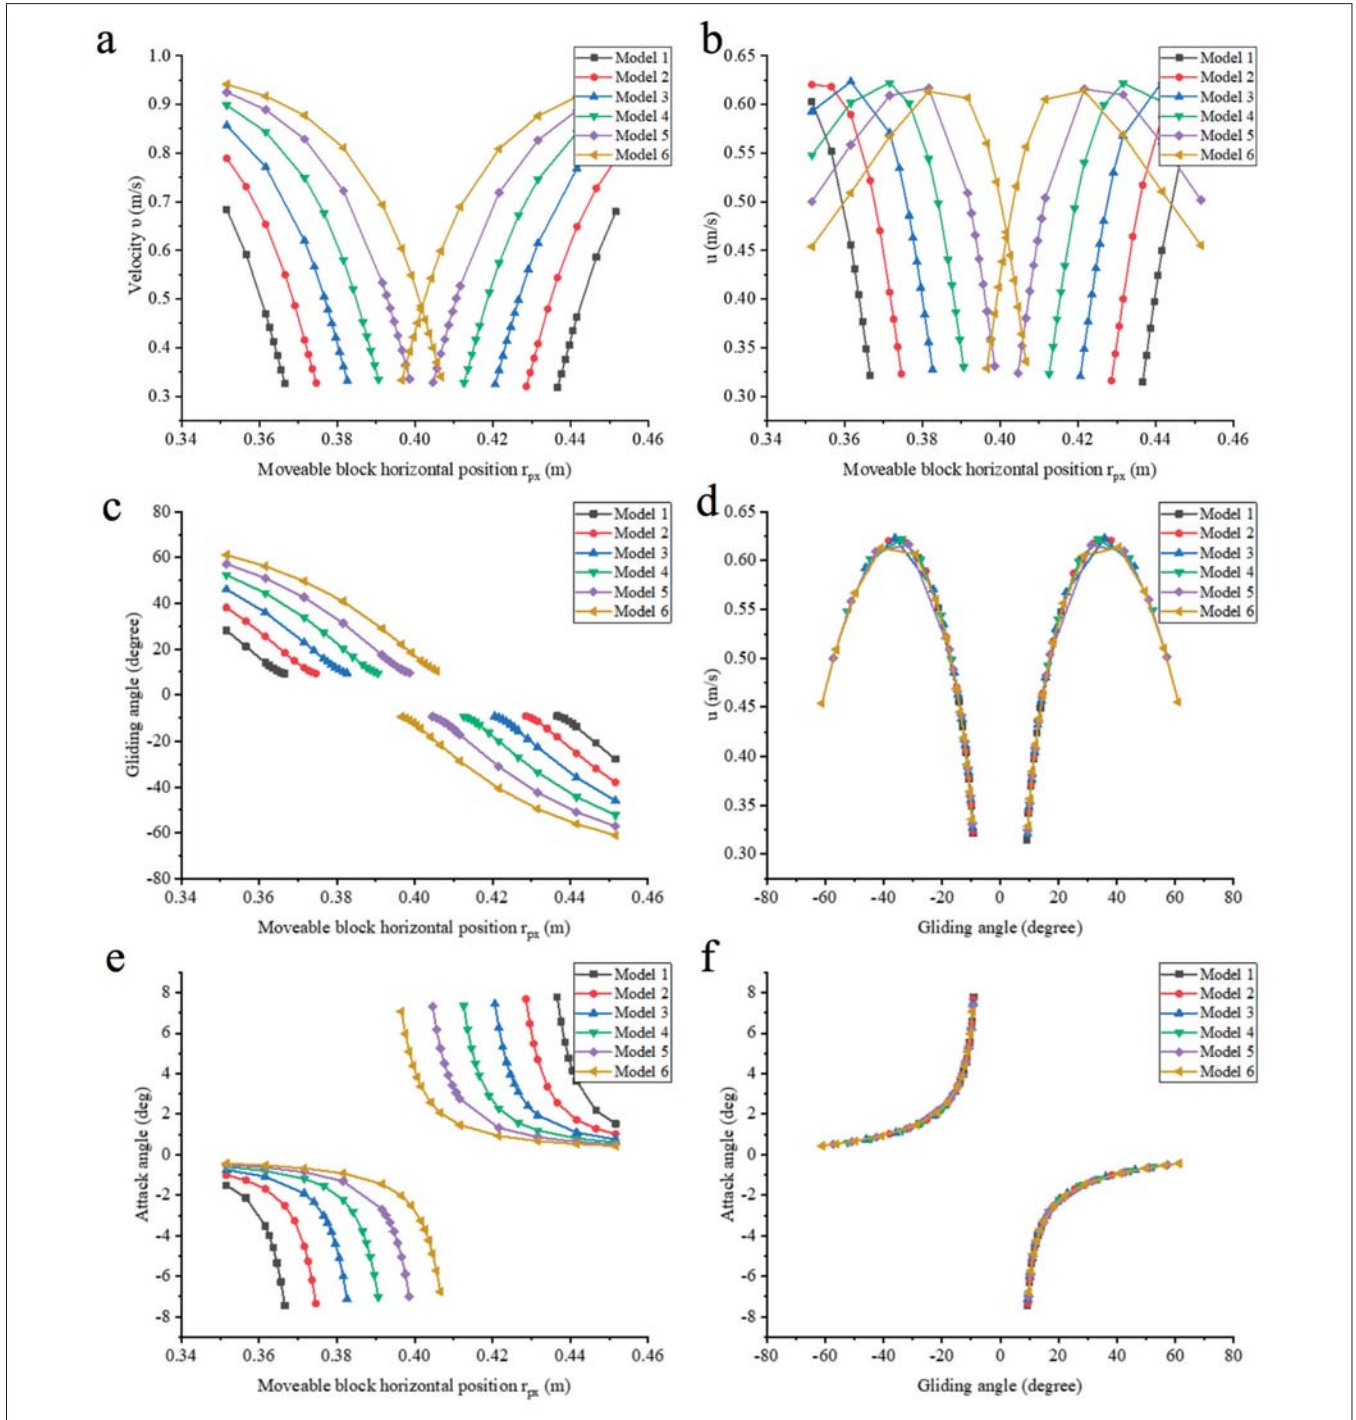 a
1.0
0.9
0.8
0.7
0.6
0.5
0.4
0.3
Velocity υ (m/s)
0.34 0.36 0.38 0.40 0.42 0.44 0.46
Moveable block horizontal position rpx (m)
Model 1
Model 2
Model 3
Model 4
Model 5
Model 6
b
0.65
0.60
0.55
0.50
0.45
0.40
0.35
0.30
u (m/s)
0.34 0.36 0.38 0.40 0.42 0.44 0.46
Moveable block horizontal position rpx (m)
Model 1
Model 2
Model 3
Model 4
Model 5
Model 6
c
80
60
40
20
0
-20
-40
-60
-80
Gliding angle (degree)
0.34 0.36 0.38 0.40 0.42 0.44 0.46
Moveable block horizontal position rpx (m)
Model 1
Model 2
Model 3
Model 4
Model 5
Model 6
d
0.65
0.60
0.55
0.50
0.45
0.40
0.35
0.30
u (m/s)
-80 -60 -40 -20 0 20 40 60 80
Gliding angle (degree)
Model 1
Model 2
Model 3
Model 4
Model 5
Model 6
e
8
6
4
2
0
-2
-4
-6
-8
Attack angle (deg)
0.34 0.36 0.38 0.40 0.42 0.44 0.46
Moveable block horizontal position rpx (m)
Model 1
Model 2
Model 3
Model 4
Model 5
Model 6
f
8
6
4
2
0
-2
-4
-6
-8
Attack angle (deg)
-80 -60 -40 -20 0 20 40 60 80
Gliding angle (degree)
Model 1
Model 2
Model 3
Model 4
Model 5
Model 6